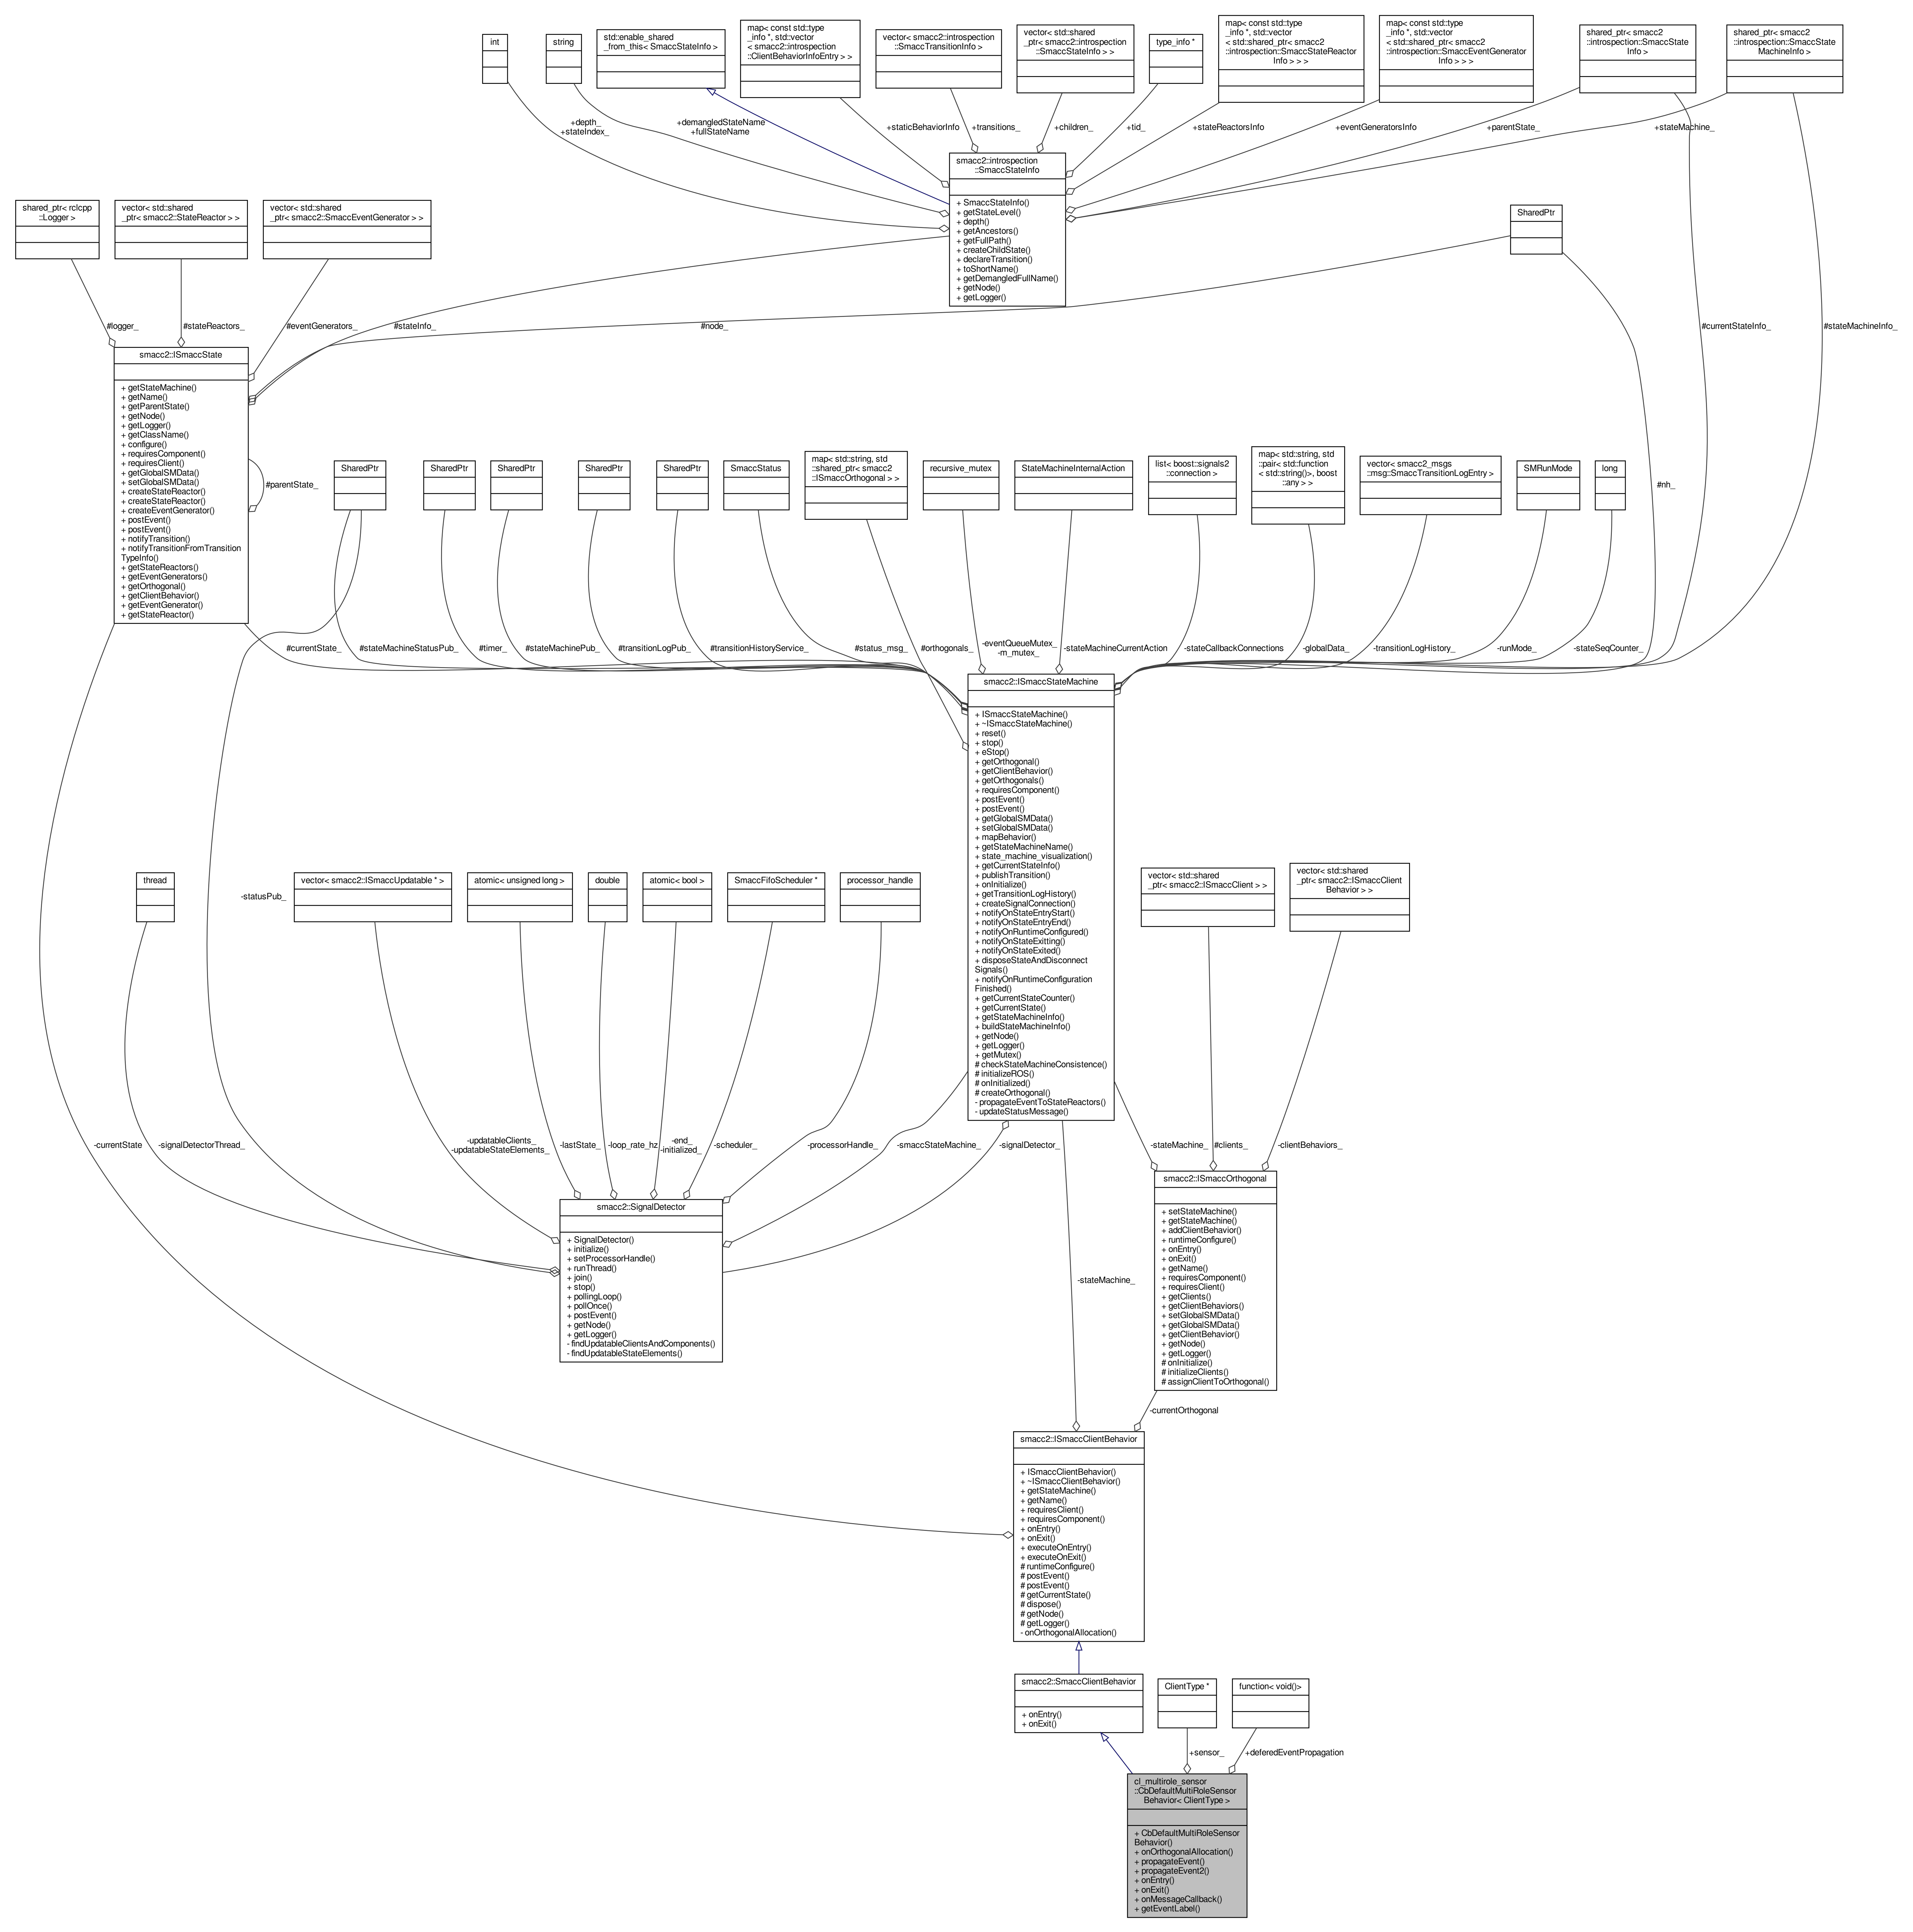 int
string
std::enable_shared
_from_this< SmaccStateInfo >
map< const std::type
_info *, std::vector
< smacc2::introspection
::ClientBehaviorInfoEntry > >
vector< smacc2::introspection
::SmaccTransitionInfo >
vector< std::shared
_ptr< smacc2::introspection
::SmaccStateInfo > >
type_info *
map< const std::type
_info *, std::vector
< std::shared_ptr< smacc2
::introspection::SmaccStateReactor
Info > > >
map< const std::type
_info *, std::vector
< std::shared_ptr< smacc2
::introspection::SmaccEventGenerator
Info > > >
shared_ptr< smacc2
::introspection::SmaccState
Info >
shared_ptr< smacc2
::introspection::SmaccState
MachineInfo >
+depth_
+stateIndex_
+demangledStateName
+fullStateName
+staticBehaviorInfo
+transitions_
+children_
+tid_
+stateReactorsInfo
+eventGeneratorsInfo
+parentState_
+stateMachine_
smacc2::introspection
::SmaccStateInfo
+ SmaccStateInfo()
+ getStateLevel()
+ depth()
+ getAncestors()
+ getFullPath()
+ createChildState()
+ declareTransition()
+ toShortName()
+ getDemangledFullName()
+ getNode()
+ getLogger()
shared_ptr< rclcpp
::Logger >
vector< std::shared
_ptr< smacc2::StateReactor > >
vector< std::shared
_ptr< smacc2::SmaccEventGenerator > >
SharedPtr
#logger_
#stateReactors_
#eventGenerators_
#stateInfo_
#node_
#currentStateInfo_
#stateMachineInfo_
smacc2::ISmaccState
+ getStateMachine()
+ getName()
+ getParentState()
+ getNode()
+ getLogger()
+ getClassName()
+ configure()
+ requiresComponent()
+ requiresClient()
+ getGlobalSMData()
+ setGlobalSMData()
+ createStateReactor()
+ createStateReactor()
+ createEventGenerator()
+ postEvent()
+ postEvent()
+ notifyTransition()
+ notifyTransitionFromTransition
TypeInfo()
+ getStateReactors()
+ getEventGenerators()
+ getOrthogonal()
+ getClientBehavior()
+ getEventGenerator()
+ getStateReactor()
#parentState_
SharedPtr
SharedPtr
SharedPtr
SharedPtr
SharedPtr
SmaccStatus
map< std::string, std
::shared_ptr< smacc2
::ISmaccOrthogonal > >
recursive_mutex
StateMachineInternalAction
list< boost::signals2
::connection >
map< std::string, std
::pair< std::function
< std::string()>, boost
::any > >
vector< smacc2_msgs
::msg::SmaccTransitionLogEntry >
SMRunMode
long
#nh_
#currentState_
#stateMachineStatusPub_
#timer_
#stateMachinePub_
#transitionLogPub_
#transitionHistoryService_
#status_msg_
#orthogonals_
-eventQueueMutex_
-m_mutex_
-stateMachineCurrentAction
-stateCallbackConnections
-globalData_
-transitionLogHistory_
-runMode_
-stateSeqCounter_
smacc2::ISmaccStateMachine
+ ISmaccStateMachine()
+ ~ISmaccStateMachine()
+ reset()
+ stop()
+ eStop()
+ getOrthogonal()
+ getClientBehavior()
+ getOrthogonals()
+ requiresComponent()
+ postEvent()
+ postEvent()
+ getGlobalSMData()
+ setGlobalSMData()
+ mapBehavior()
+ getStateMachineName()
+ state_machine_visualization()
+ getCurrentStateInfo()
+ publishTransition()
+ onInitialize()
+ getTransitionLogHistory()
+ createSignalConnection()
+ notifyOnStateEntryStart()
+ notifyOnStateEntryEnd()
+ notifyOnRuntimeConfigured()
+ notifyOnStateExitting()
+ notifyOnStateExited()
+ disposeStateAndDisconnect
Signals()
+ notifyOnRuntimeConfiguration
Finished()
+ getCurrentStateCounter()
+ getCurrentState()
+ getStateMachineInfo()
+ buildStateMachineInfo()
+ getNode()
+ getLogger()
+ getMutex()
# checkStateMachineConsistence()
# initializeROS()
# onInitialized()
# createOrthogonal()
- propagateEventToStateReactors()
- updateStatusMessage()
thread
-statusPub_
vector< smacc2::ISmaccUpdatable * >
atomic< unsigned long >
double
atomic< bool >
SmaccFifoScheduler *
processor_handle
vector< std::shared
_ptr< smacc2::ISmaccClient > >
vector< std::shared
_ptr< smacc2::ISmaccClient
Behavior > >
-currentState
-signalDetectorThread_
-updatableClients_
-updatableStateElements_
-lastState_
-loop_rate_hz
-end_
-initialized_
-scheduler_
-processorHandle_
-smaccStateMachine_
-signalDetector_
-stateMachine_
#clients_
-clientBehaviors_
smacc2::SignalDetector
+ SignalDetector()
+ initialize()
+ setProcessorHandle()
+ runThread()
+ join()
+ stop()
+ pollingLoop()
+ pollOnce()
+ postEvent()
+ getNode()
+ getLogger()
- findUpdatableClientsAndComponents()
- findUpdatableStateElements()
smacc2::ISmaccOrthogonal
+ setStateMachine()
+ getStateMachine()
+ addClientBehavior()
+ runtimeConfigure()
+ onEntry()
+ onExit()
+ getName()
+ requiresComponent()
+ requiresClient()
+ getClients()
+ getClientBehaviors()
+ setGlobalSMData()
+ getGlobalSMData()
+ getClientBehavior()
+ getNode()
+ getLogger()
# onInitialize()
# initializeClients()
# assignClientToOrthogonal()
-stateMachine_
-currentOrthogonal
smacc2::ISmaccClientBehavior
+ ISmaccClientBehavior()
+ ~ISmaccClientBehavior()
+ getStateMachine()
+ getName()
+ requiresClient()
+ requiresComponent()
+ onEntry()
+ onExit()
+ executeOnEntry()
+ executeOnExit()
# runtimeConfigure()
# postEvent()
# postEvent()
# getCurrentState()
# dispose()
# getNode()
# getLogger()
- onOrthogonalAllocation()
smacc2::SmaccClientBehavior
+ onEntry()
+ onExit()
ClientType *
function< void()>
+sensor_
+deferedEventPropagation
cl_multirole_sensor
::CbDefaultMultiRoleSensor
Behavior< ClientType >
+ CbDefaultMultiRoleSensor
Behavior()
+ onOrthogonalAllocation()
+ propagateEvent()
+ propagateEvent2()
+ onEntry()
+ onExit()
+ onMessageCallback()
+ getEventLabel()